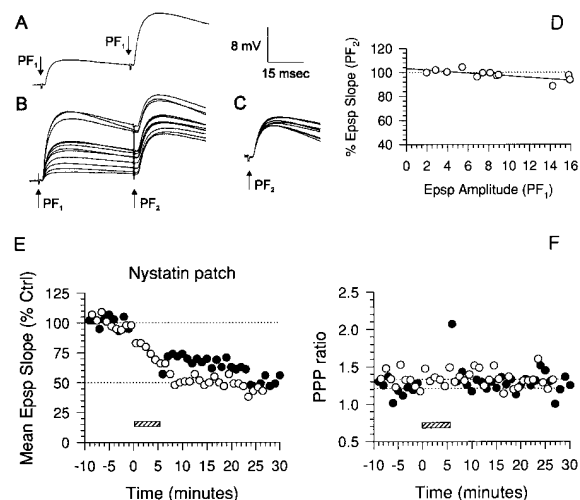 A
PF1
PF1
8 mV
15 msec
B
PF1
PF2
C
PF2
D
% Epsp Slope (PF2)
120
100
80
60
40
0 2 4 6 8 10 12 14 16
Epsp Amplitude (PF1)
E
Nystatin patch
Mean Epsp Slope (% Ctrl)
125
100
75
50
25
0
-10 -5 0 5 10 15 20 25 30
Time (minutes)
F
PPP ratio
2.5
2.0
1.5
1.0
0.5
-10 -5 0 5 10 15 20 25 30
Time (minutes)